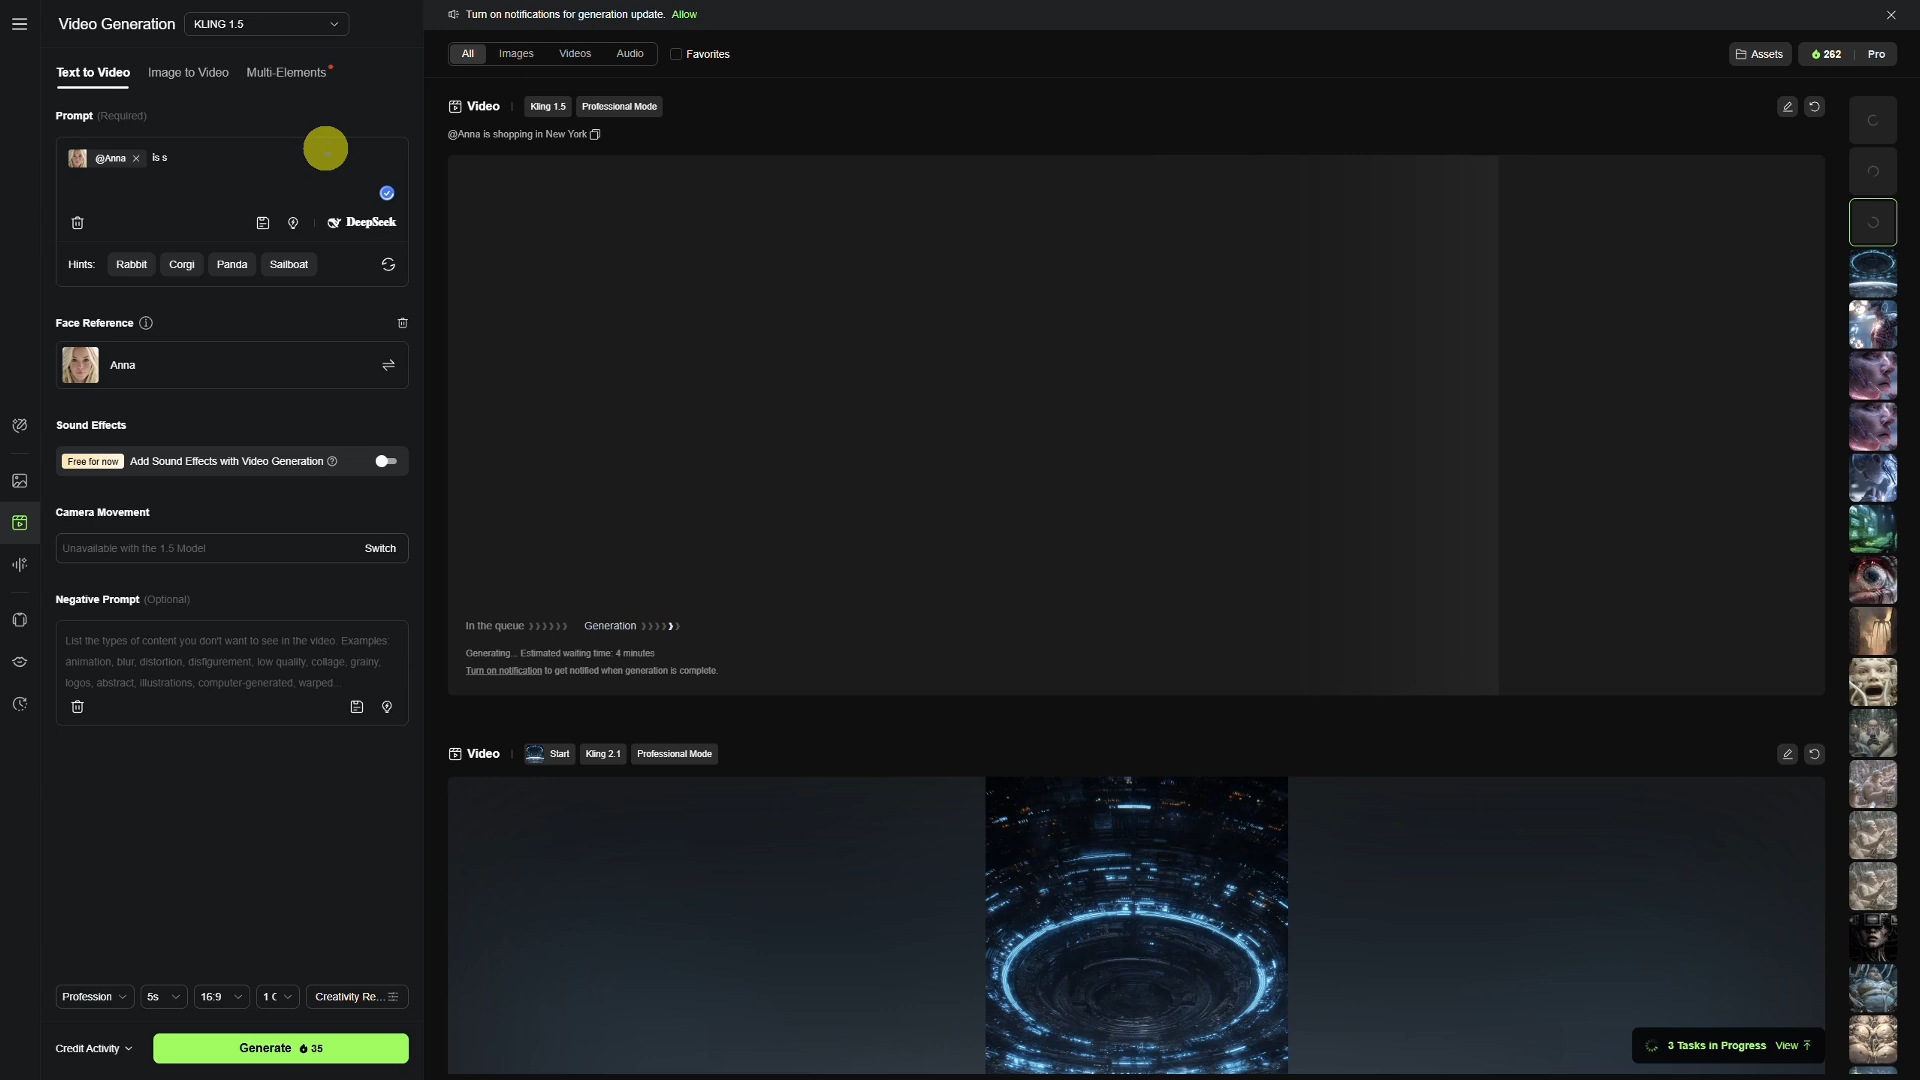 Video Generation KLING 1.5
Turn on notifications for generation update. Allow
All Images Videos Audio Favorites
Assets 262 Pro
Text to Video Image to Video Multi-Elements
Prompt (Required)
@Anna is s
DeepSeek
Hints: Rabbit Corgi Panda Sailboat
Face Reference
Anna
Sound Effects
Free for now Add Sound Effects with Video Generation
Camera Movement
Unavailable with the 1.5 Model Switch
Negative Prompt (Optional)
List the types of content you don't want to see in the video. Examples:
animation, blur, distortion, disfigurement, low quality, collage, grainy,
logos, abstract, illustrations, computer-generated, warped...
Profession 5s 16:9 1 Creativity Re...
Credit Activity Generate 35
Video Kling 1.5 Professional Mode
@Anna is shopping in New York
In the queue Generation
Generating... Estimated waiting time: 4 minutes
Turn on notification to get notified when generation is complete.
Video Start Kling 2.1 Professional Mode
3 Tasks in Progress View